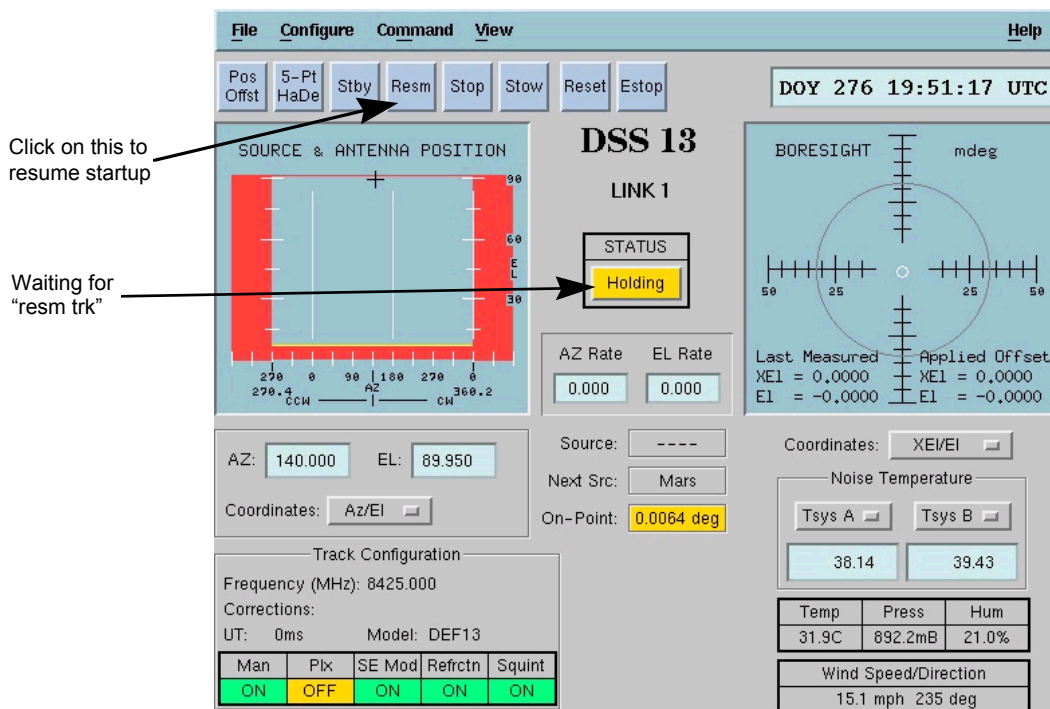 File Configure Command View Help
Pos Offst
5-Pt HaDe
Stby
Resm
Stop
Stow
Reset
Estop
DOY 276 19:51:17 UTC
Click on this to
resume startup
Waiting for
“resm trk”
SOURCE & ANTENNA POSITION
90
60
EL
30
270 0 90 180 270 0
270.4 AZ 360.2
CCW CW
DSS 13
LINK 1
STATUS
Holding
AZ Rate EL Rate
0.000 0.000
BORESIGHT mdeg
50 25 25 50
Last Measured Applied Offset
XEl = 0.0000 XEl = 0.0000
El = -0.0000 El = -0.0000
AZ: 140.000 EL: 89.950
Coordinates: Az/El
Source: ----
Next Src: Mars
On-Point: 0.0064 deg
Coordinates: XEl/El
Noise Temperature
Tsys A Tsys B
38.14 39.43
Track Configuration
Frequency (MHz): 8425.000
Corrections:
UT: 0ms Model: DEF13
Man Plx SE Mod Refrctn Squint
ON OFF ON ON ON
Temp Press Hum
31.9C 892.2mB 21.0%
Wind Speed/Direction
15.1 mph 235 deg